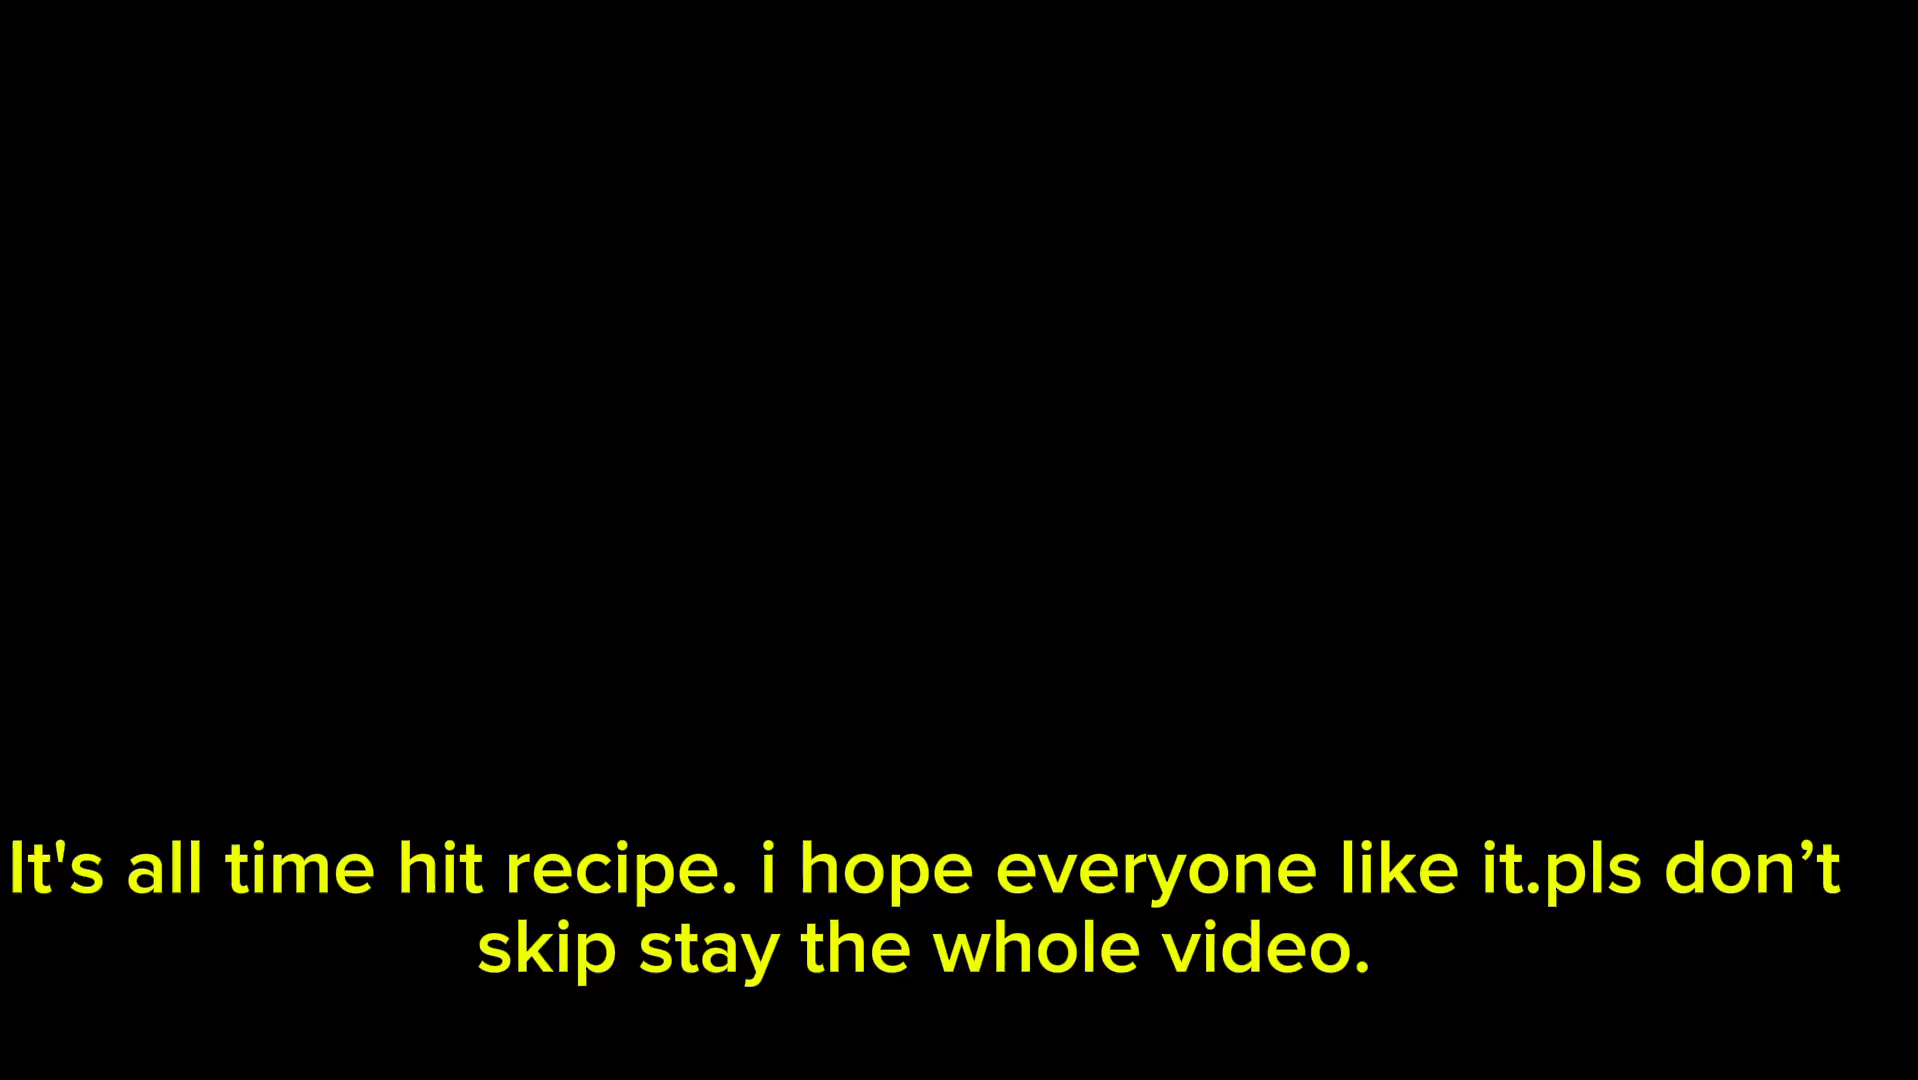 It's all time hit recipe. i hope everyone like it.pls don’t
skip stay the whole video.